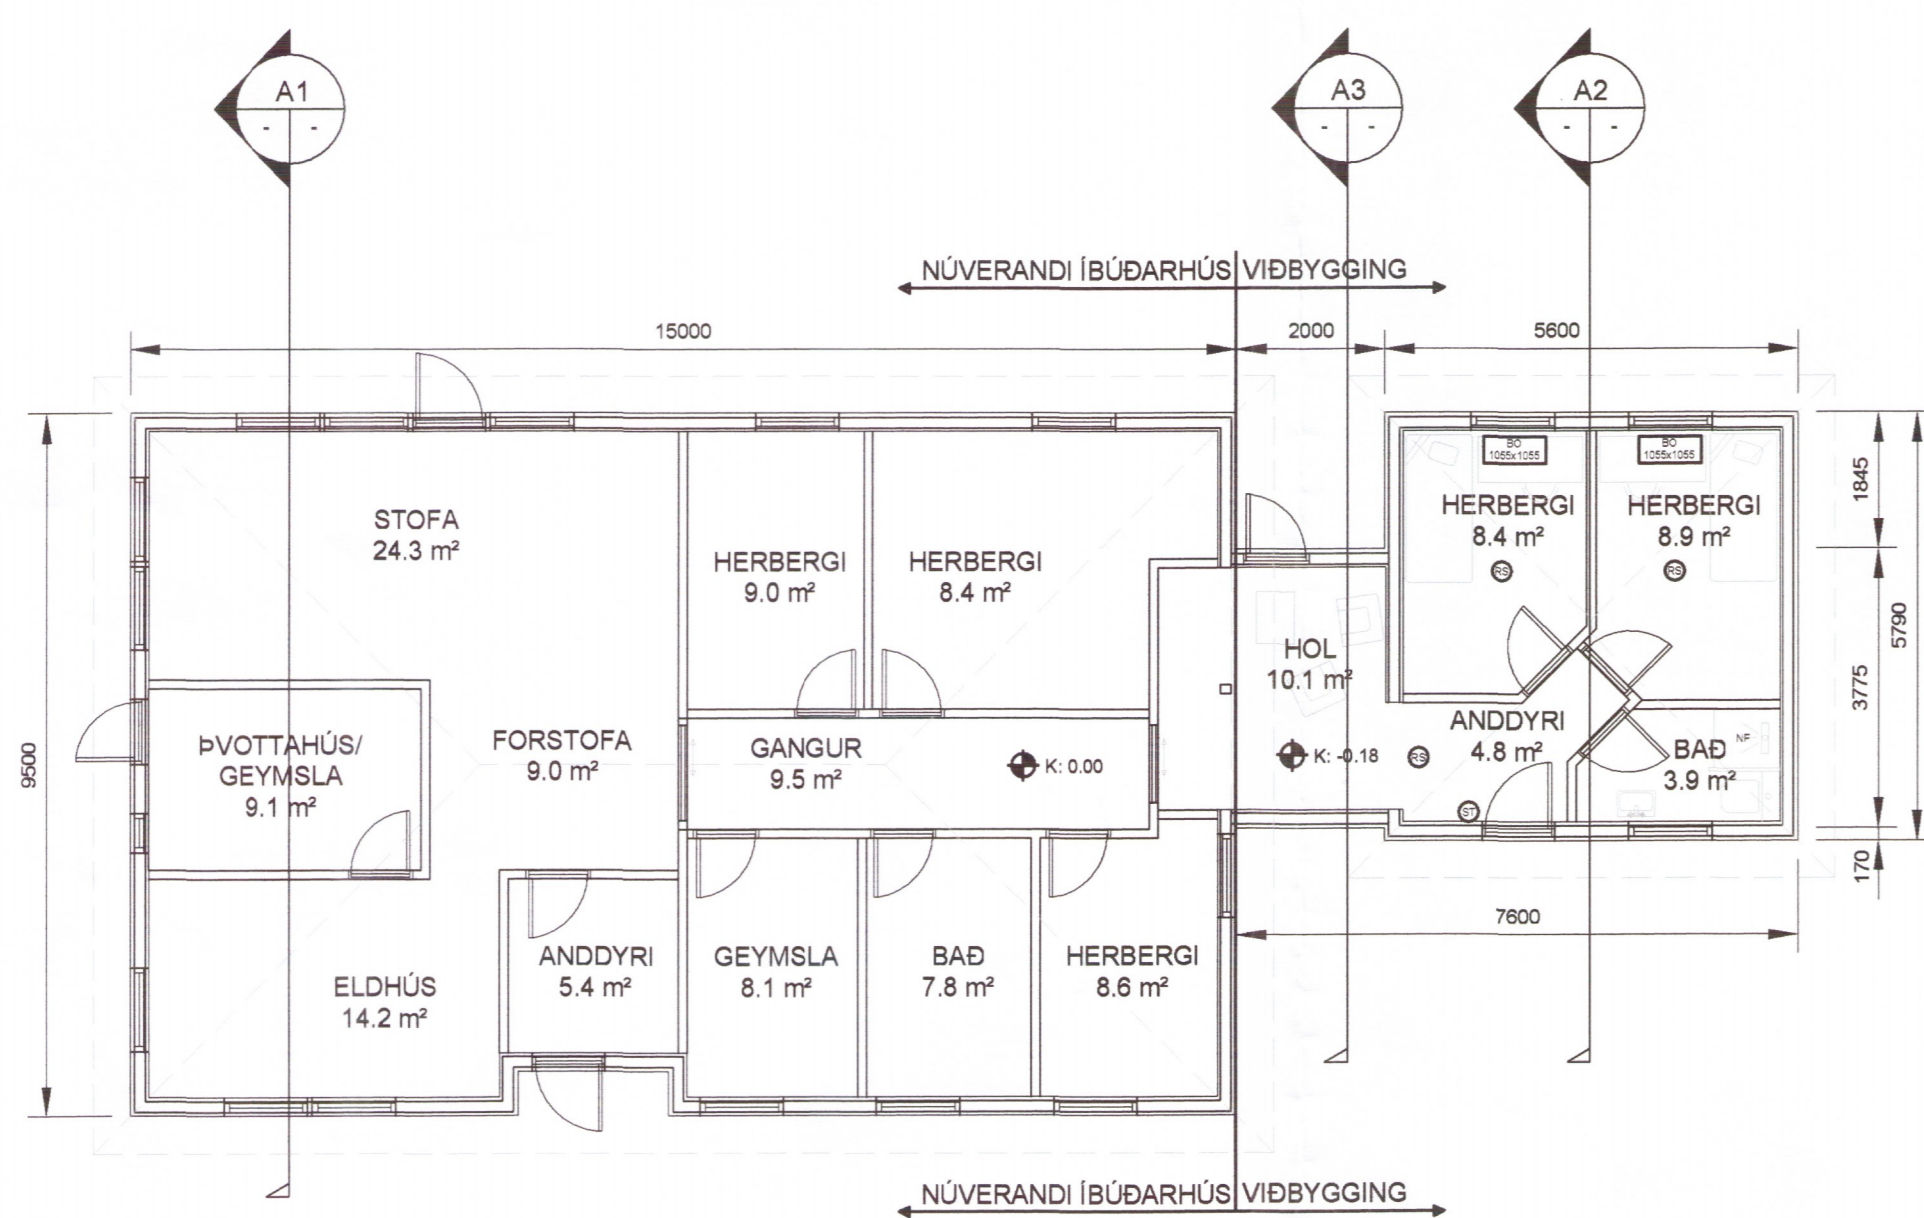 A1
- -
A3
- -
A2
- -
NÚVERANDI ÍBÚÐARHÚS VIÐBYGGING
15000
2000
5600
BO
1055x1055
BO
1055x1055
STOFA
24.3 m²
HERBERGI
9.0 m²
HERBERGI
8.4 m²
HERBERGI
8.4 m²
RS
HERBERGI
8.9 m²
RS
1845
5790
3775
170
9500
HOL
10.1 m²
ÞVOTTAHÚS/
GEYMSLA
9.1 m²
FORSTOFA
9.0 m²
GANGUR
9.5 m²
K: 0.00
K: -0.18
RS
ST
ANDDYRI
4.8 m²
BAÐ
3.9 m²
NF
7600
ELDHÚS
14.2 m²
ANDDYRI
5.4 m²
GEYMSLA
8.1 m²
BAÐ
7.8 m²
HERBERGI
8.6 m²
NÚVERANDI ÍBÚÐARHÚS VIÐBYGGING